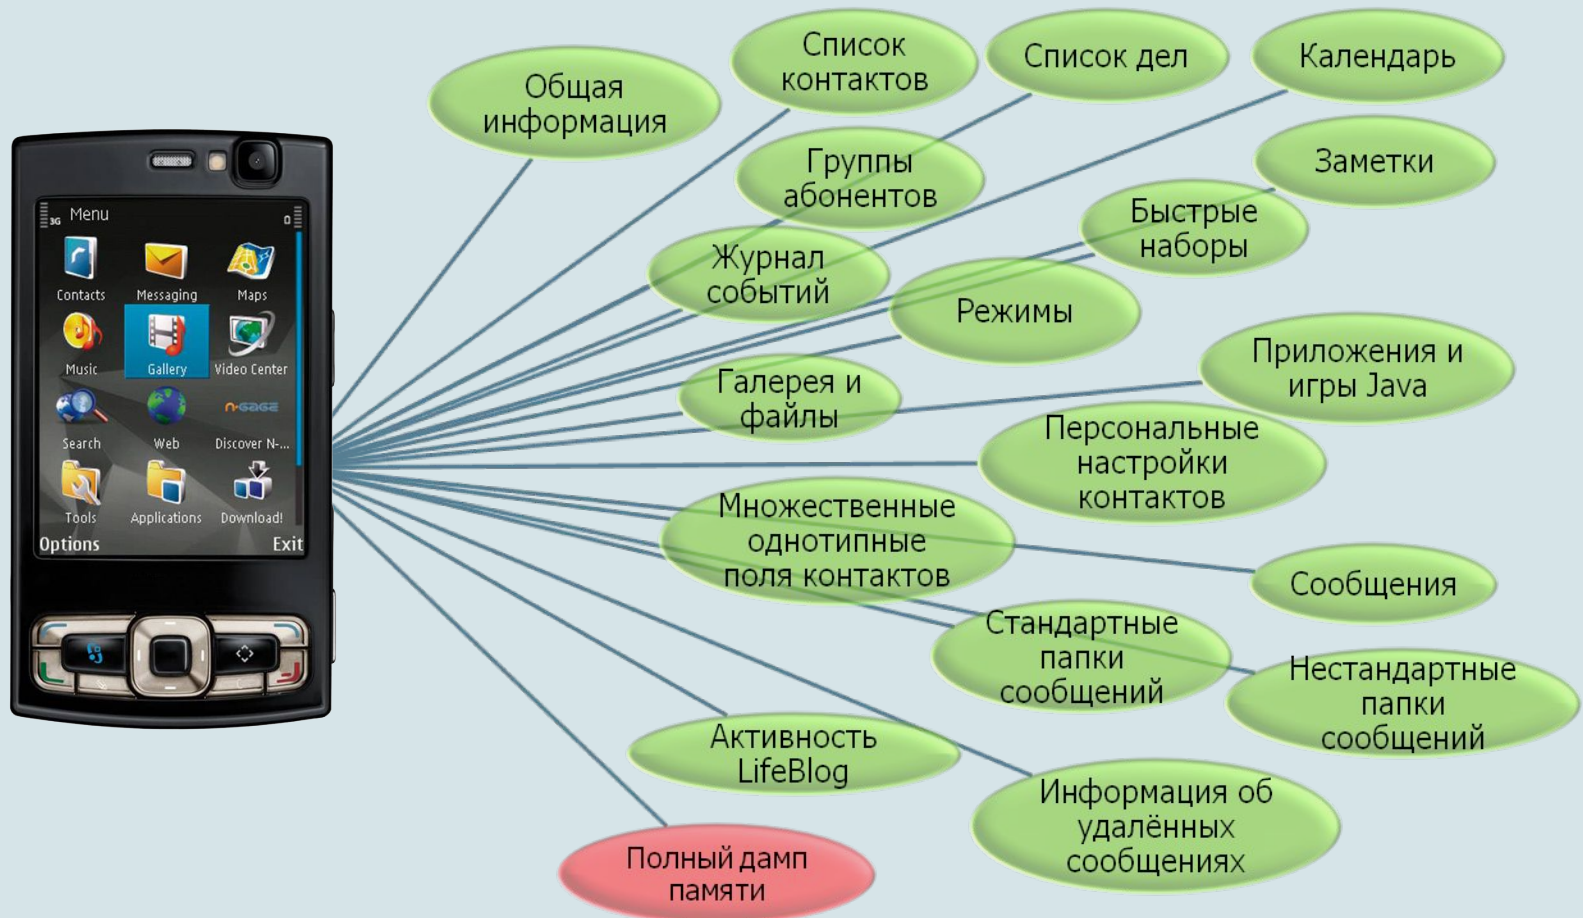 Общая
информация
Список
контактов
Список дел
Календарь
Группы
абонентов
Заметки
Быстрые
наборы
Журнал
событий
Режимы
Приложения и
игры Java
Галерея и
файлы
Персональные
настройки
контактов
Множественные
однотипные
поля контактов
Сообщения
Стандартные
папки
сообщений
Нестандартные
папки
сообщений
Активность
LifeBlog
Информация об
удалённых
сообщениях
Полный дамп
памяти
3G Menu
Contacts Messaging Maps
Music Gallery Video Center
n-gage
Search Web Discover N-...
Tools Applications Download!
Options Exit